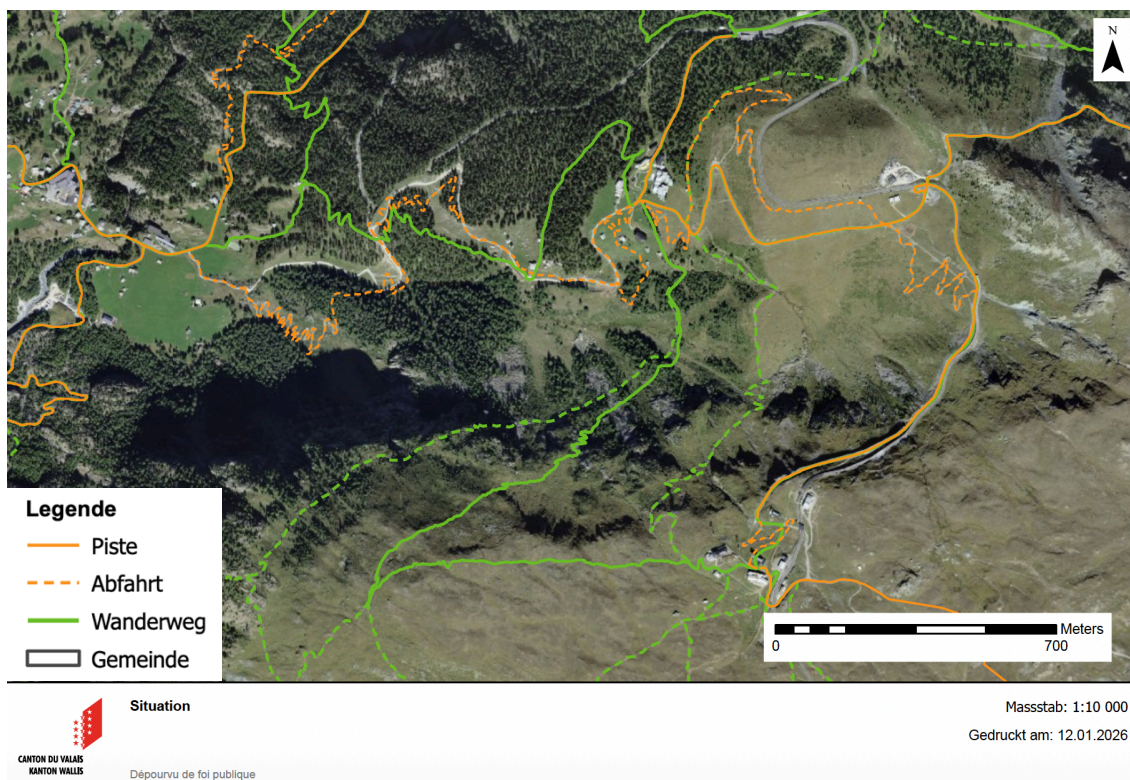 N
Legende
Piste
Abfahrt
Wanderweg
Gemeinde
Meters
0 700
CANTON DU VALAIS
KANTON WALLIS
Situation
Dépourvu de foi publique
Massstab: 1:10 000
Gedruckt am: 12.01.2026